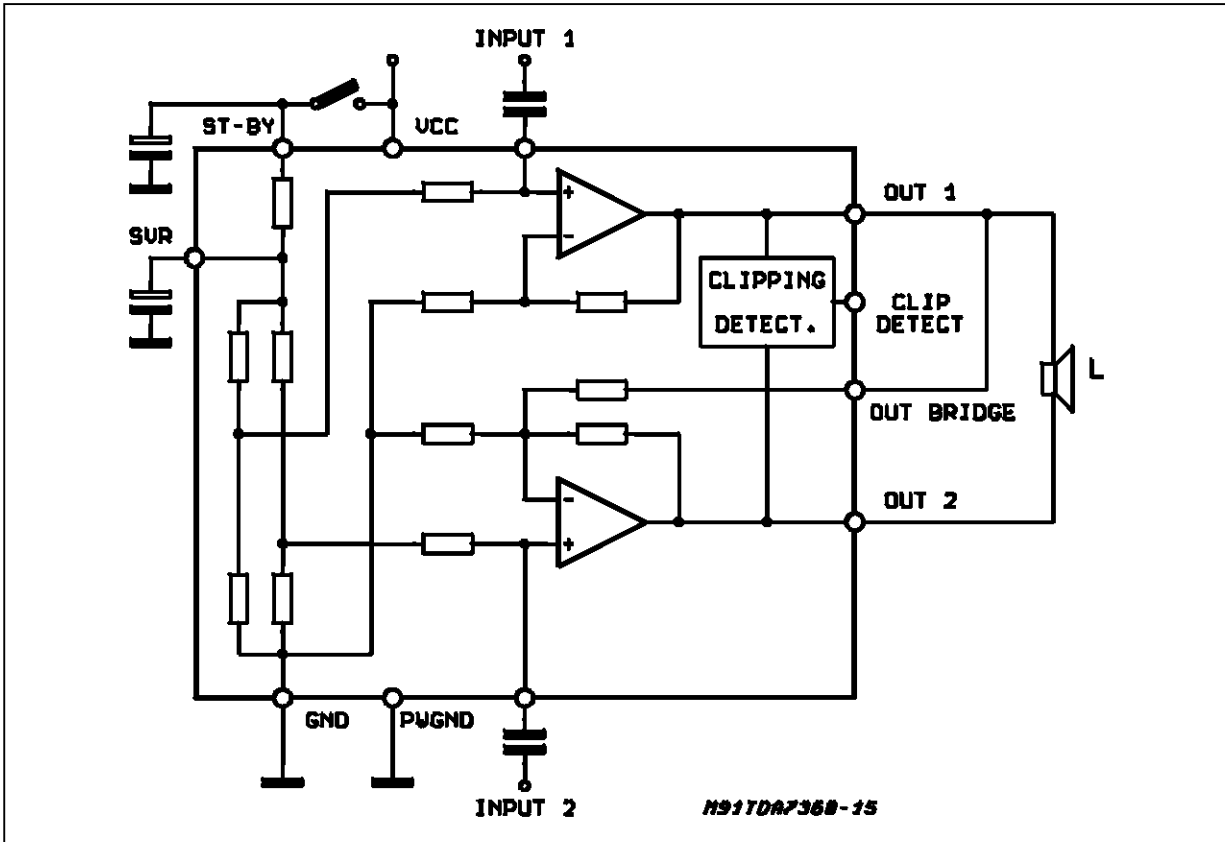 INPUT 1
ST-BY
VCC
SVR
+
-
OUT 1
CLIPPING
DETECT.
CLIP
DETECT
L
OUT BRIDGE
-
+
OUT 2
GND
PWGND
INPUT 2
M91TDA7360-15